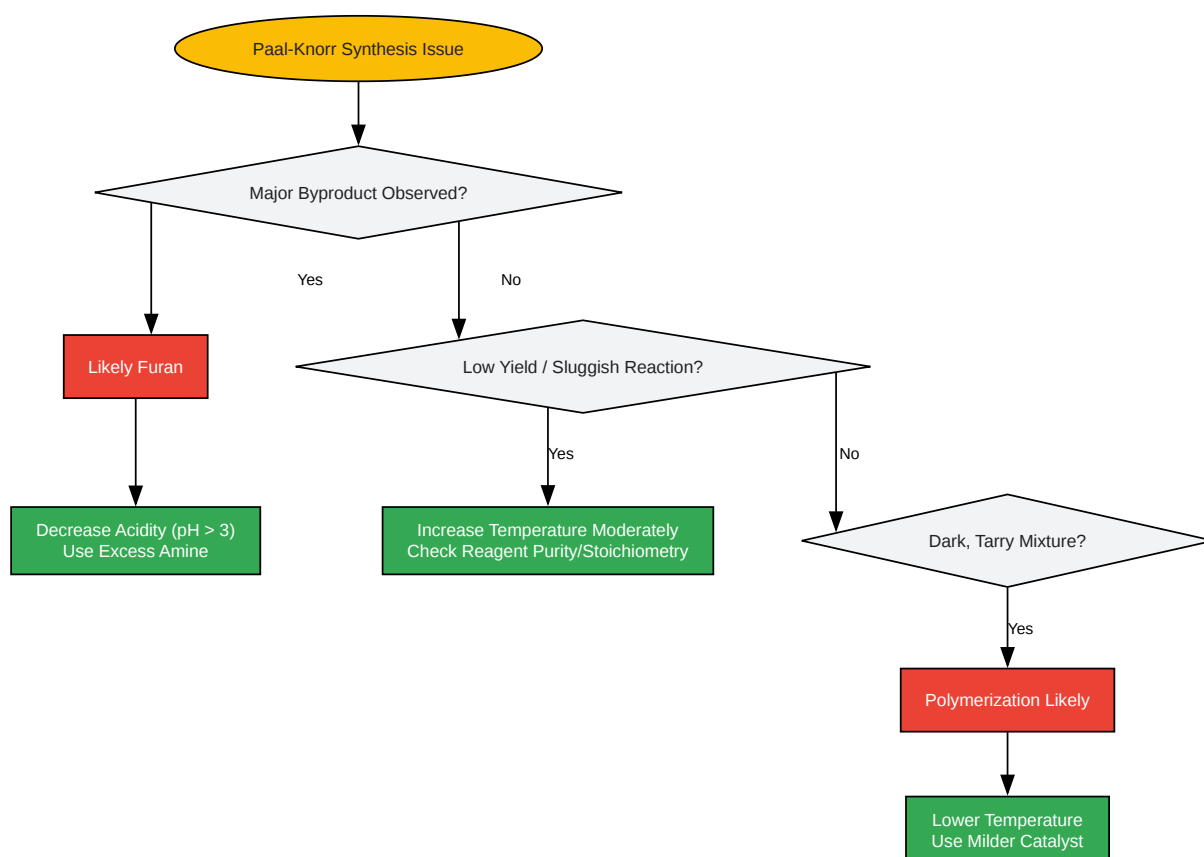 Paal-Knorr Synthesis Issue
Major Byproduct Observed?
Yes
No
Likely Furan
Low Yield / Sluggish Reaction?
Yes
No
Decrease Acidity (pH > 3)
Use Excess Amine
Increase Temperature Moderately
Check Reagent Purity/Stoichiometry
Dark, Tarry Mixture?
Yes
Polymerization Likely
Lower Temperature
Use Milder Catalyst